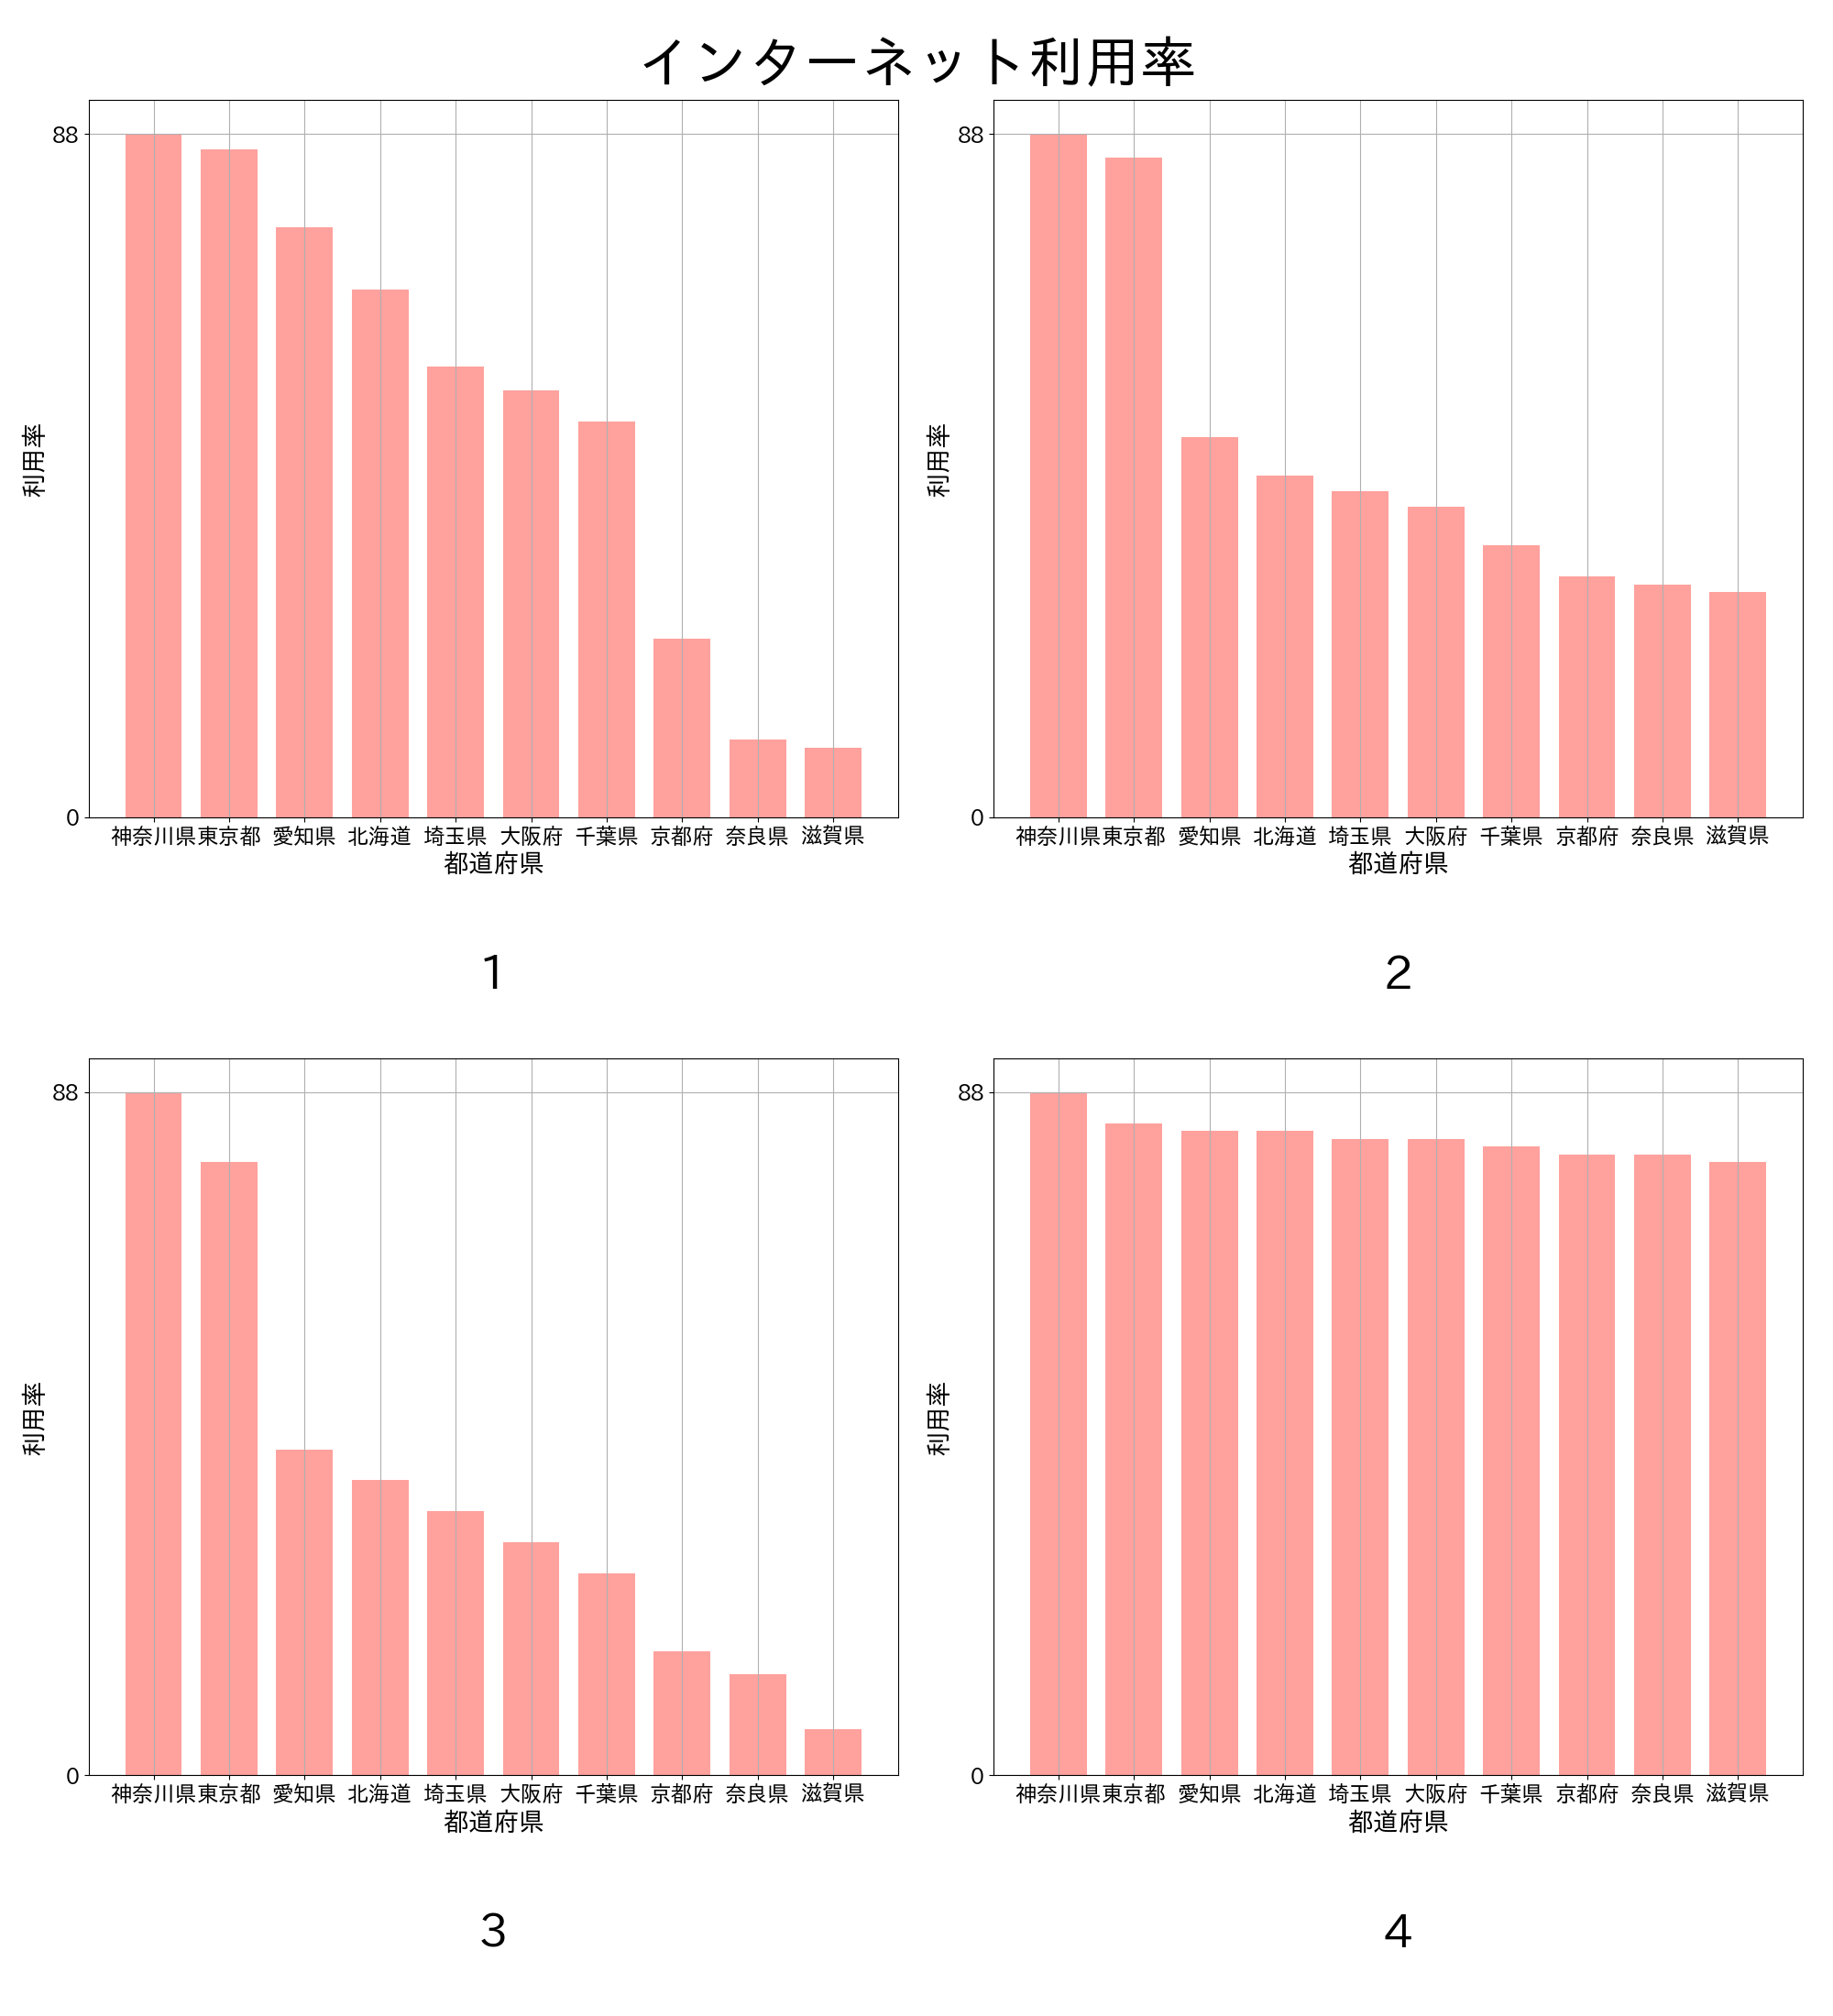 インターネット利用率
88
利用率
0
神奈川県 東京都 愛知県 北海道 埼玉県 大阪府 千葉県 京都府 奈良県 滋賀県
都道府県
1
88
利用率
0
神奈川県 東京都 愛知県 北海道 埼玉県 大阪府 千葉県 京都府 奈良県 滋賀県
都道府県
2
88
利用率
0
神奈川県 東京都 愛知県 北海道 埼玉県 大阪府 千葉県 京都府 奈良県 滋賀県
都道府県
3
88
利用率
0
神奈川県 東京都 愛知県 北海道 埼玉県 大阪府 千葉県 京都府 奈良県 滋賀県
都道府県
4